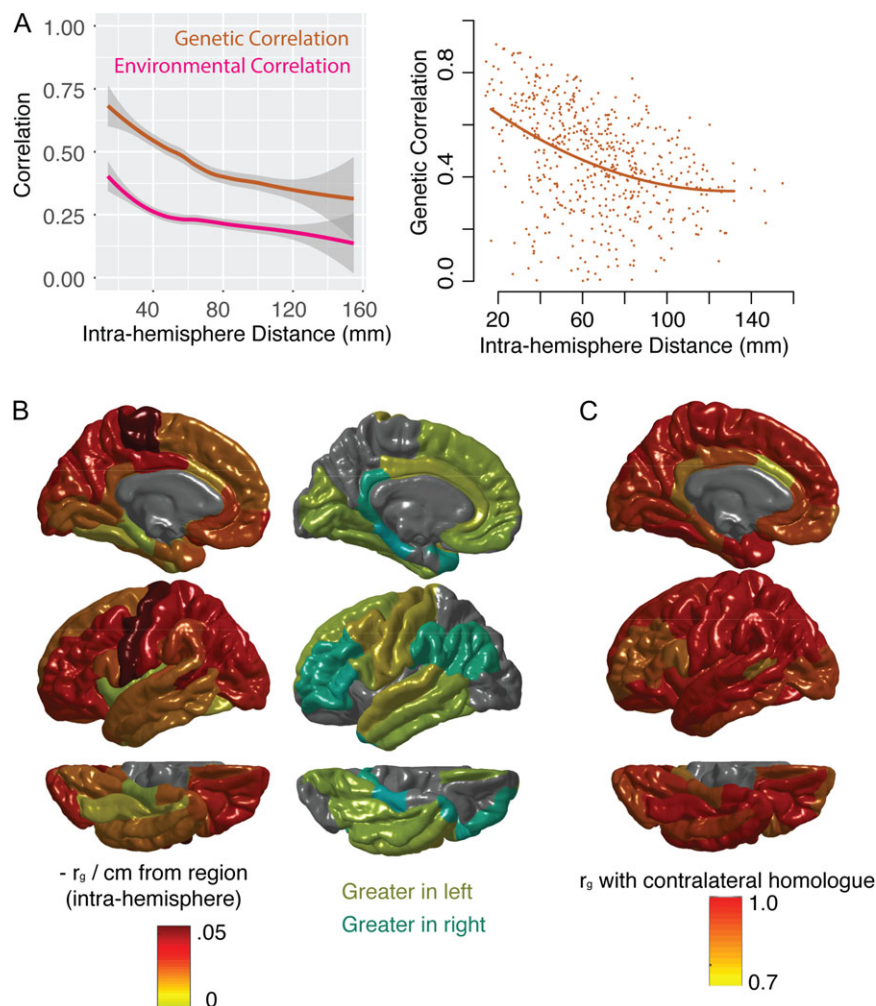 A
1.00
0.75
0.50
0.25
0.00
Correlation
Genetic Correlation
Environmental Correlation
40 80 120 160
Intra-hemisphere Distance (mm)
0.8
0.4
0.0
Genetic Correlation
20 60 100 140
Intra-hemisphere Distance (mm)
B
C
- rg / cm from region
(intra-hemisphere)
.05
0
Greater in left
Greater in right
rg with contralateral homologue
1.0
0.7